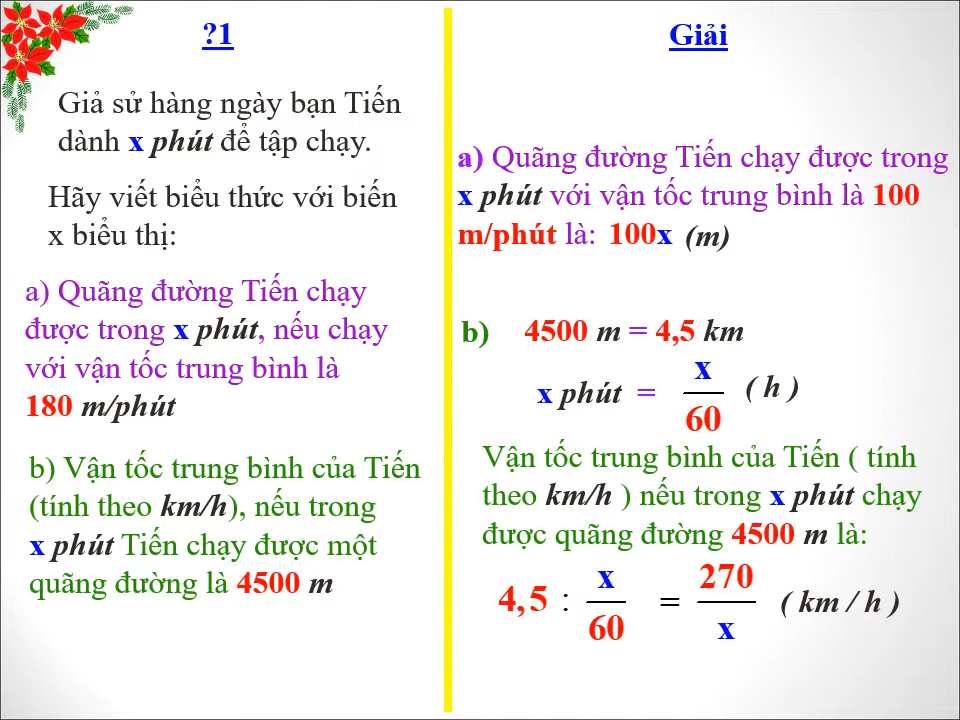 ?1
Giả sử hàng ngày bạn Tiến
dành x phút để tập chạy.
Hãy viết biểu thức với biến
x biểu thị:
a) Quãng đường Tiến chạy
được trong x phút, nếu chạy
với vận tốc trung bình là
180 m/phút
b) Vận tốc trung bình của Tiến
(tính theo km/h), nếu trong
x phút Tiến chạy được một
quãng đường là 4500 m
Giải
a) Quãng đường Tiến chạy được trong
x phút với vận tốc trung bình là 100
m/phút là: 100x (m)
b) 4500 m = 4,5 km
x phút = x/60 ( h )
Vận tốc trung bình của Tiến ( tính
theo km/h ) nếu trong x phút chạy
được quãng đường 4500 m là:
4,5 : x/60 = 270/x ( km / h )